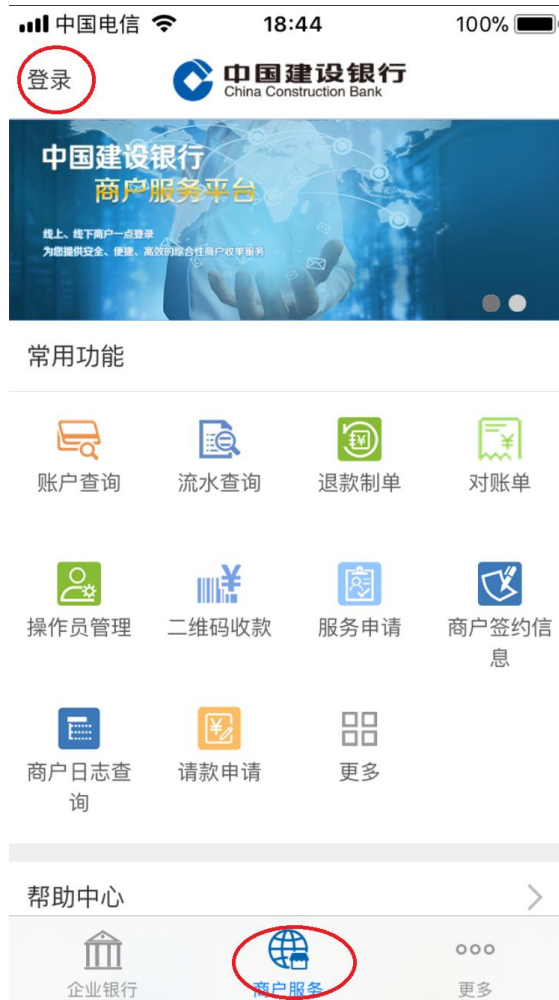 中国电信 18:44 100%
登录 中国建设银行
China Construction Bank
中国建设银行
商户服务平台
线上、线下商户一点登录
为您提供安全、便捷、高效的综合性商户收单服务
常用功能
账户查询 流水查询 退款制单 对账单
操作员管理 二维码收款 服务申请 商户签约信
息
商户日志查 请款申请 更多
询
帮助中心
企业银行 商户服务 更多